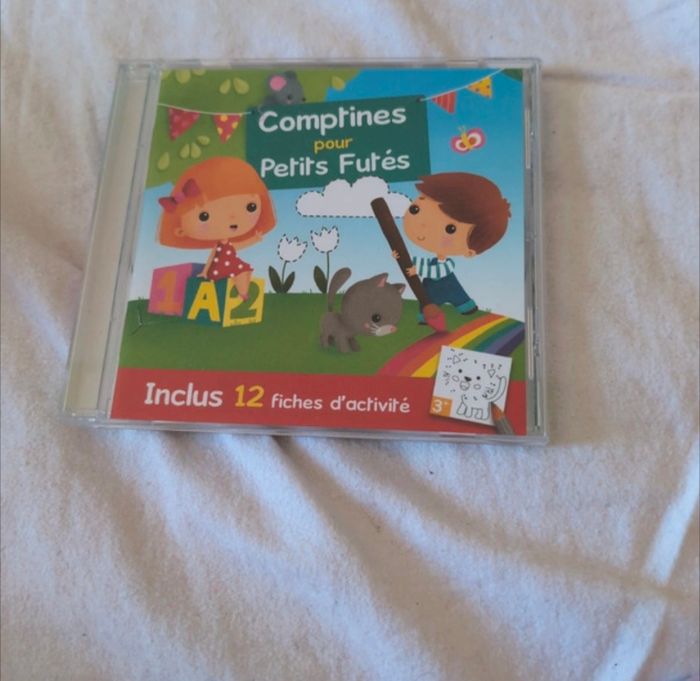 Comptines
pour
Petits Futés
1 A 2
Inclus 12 fiches d'activité
3+